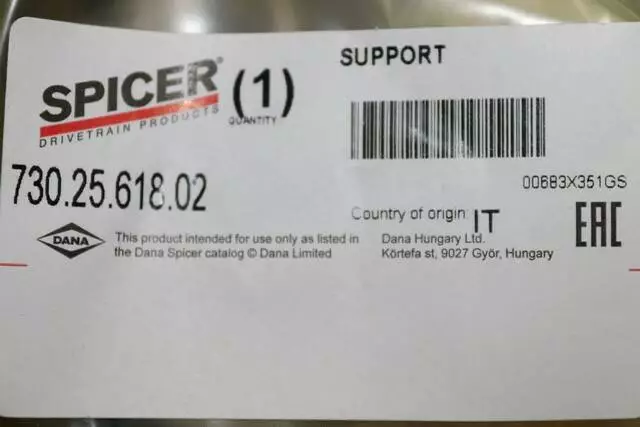 SUPPORT
SPICER®
DRIVETRAIN PRODUCTS
(1)
QUANTITY
730.25.618.02
00683X351GS
Country of origin IT
EAC
DANA
This product intended for use only as listed in
the Dana Spicer catalog © Dana Limited
Dana Hungary Ltd.
Körtefa st, 9027 Györ, Hungary